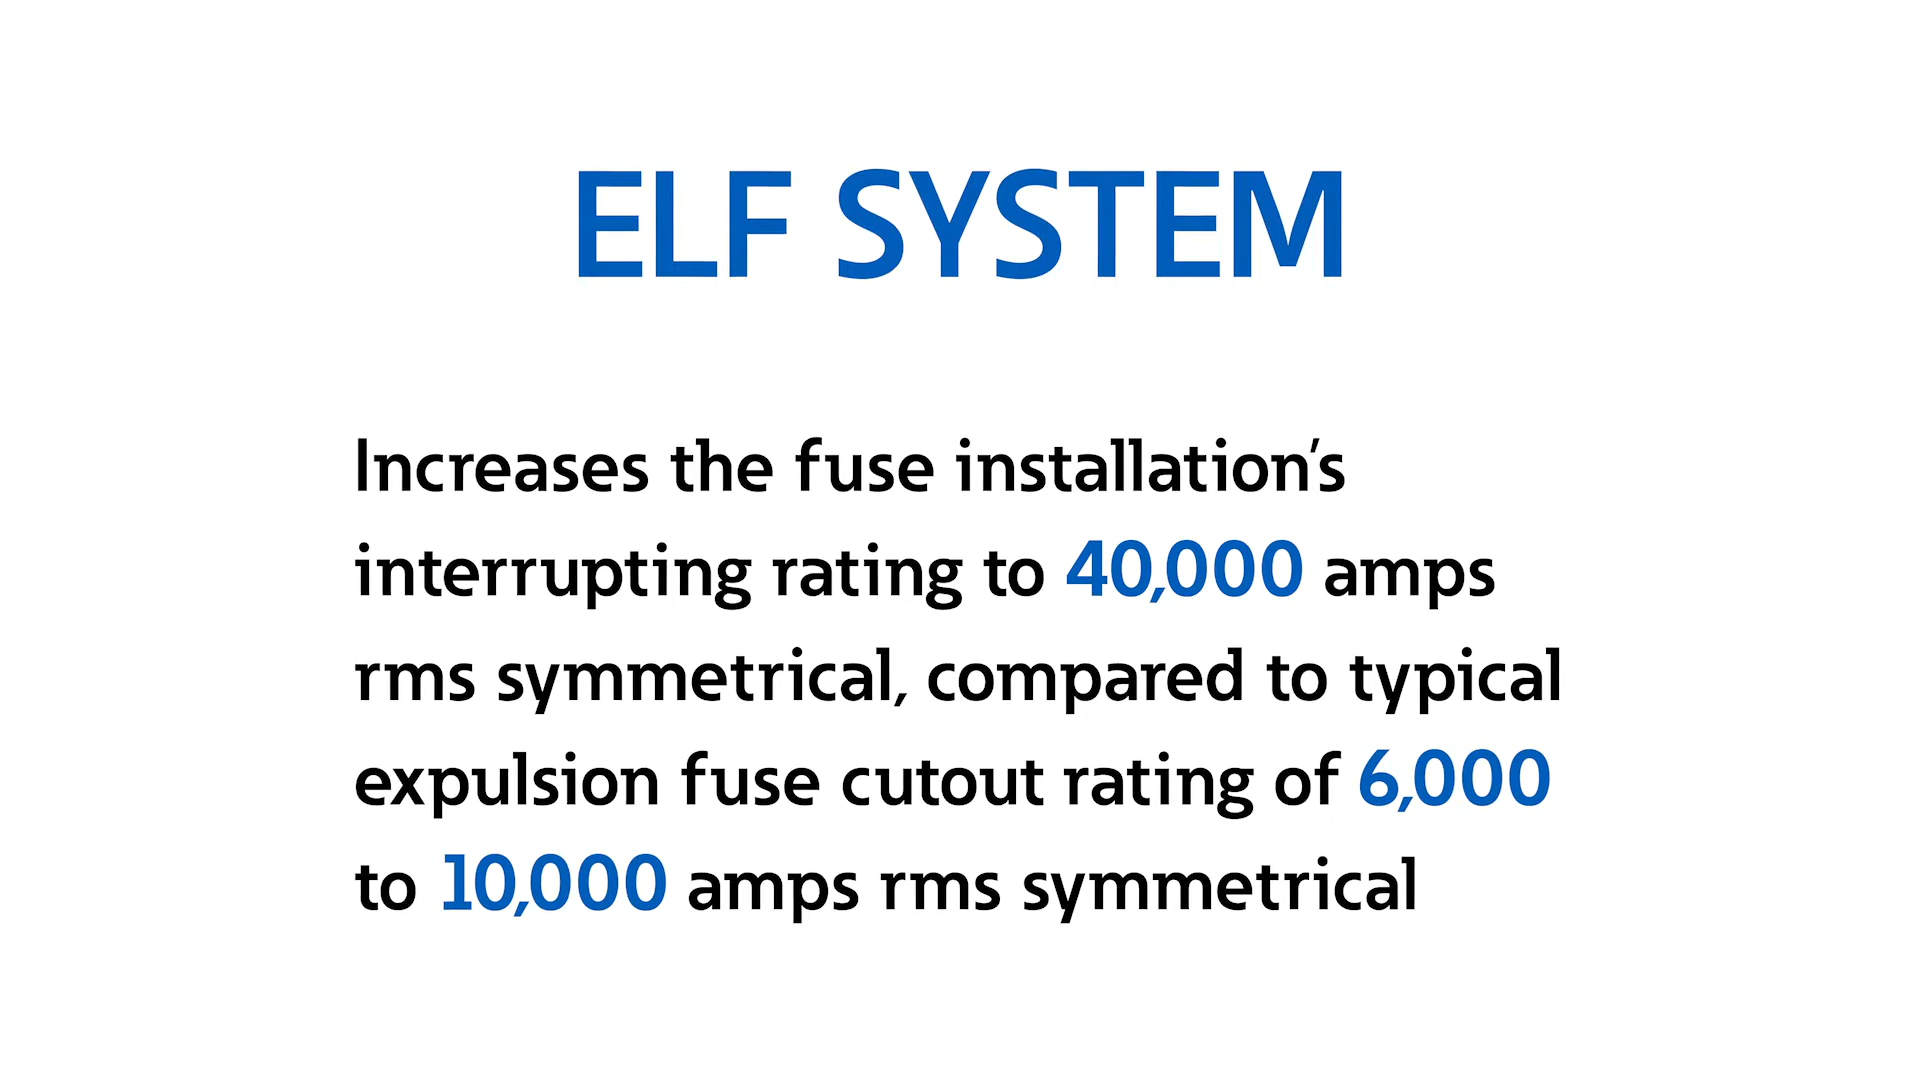 ELF SYSTEM
Increases the fuse installation's
interrupting rating to 40,000 amps
rms symmetrical, compared to typical
expulsion fuse cutout rating of 6,000
to 10,000 amps rms symmetrical